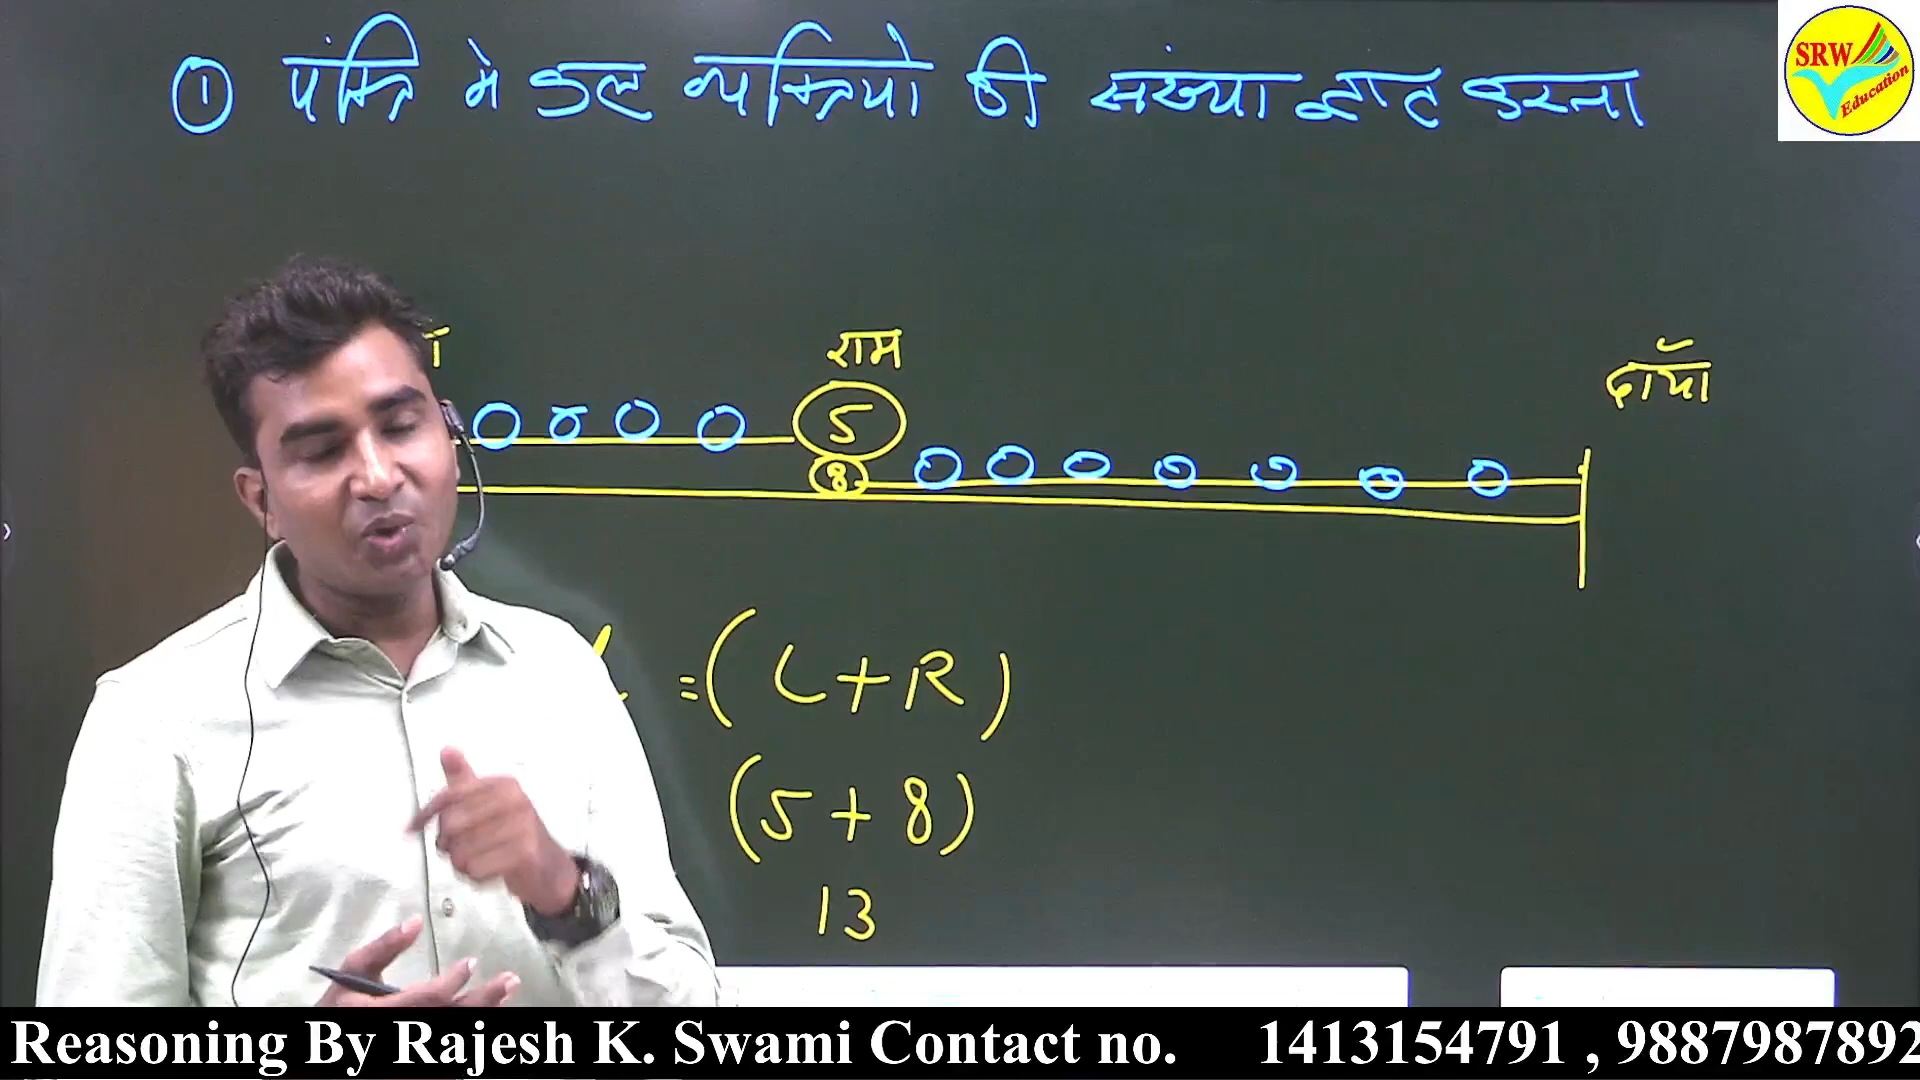 ① पंक्ति मे कुल व्यक्तियो की संख्या ज्ञात करना
SRW
Education
राम
दाँया
5
8
= ( L + R )
( 5 + 8 )
13
Reasoning By Rajesh K. Swami Contact no. 1413154791 , 9887987892